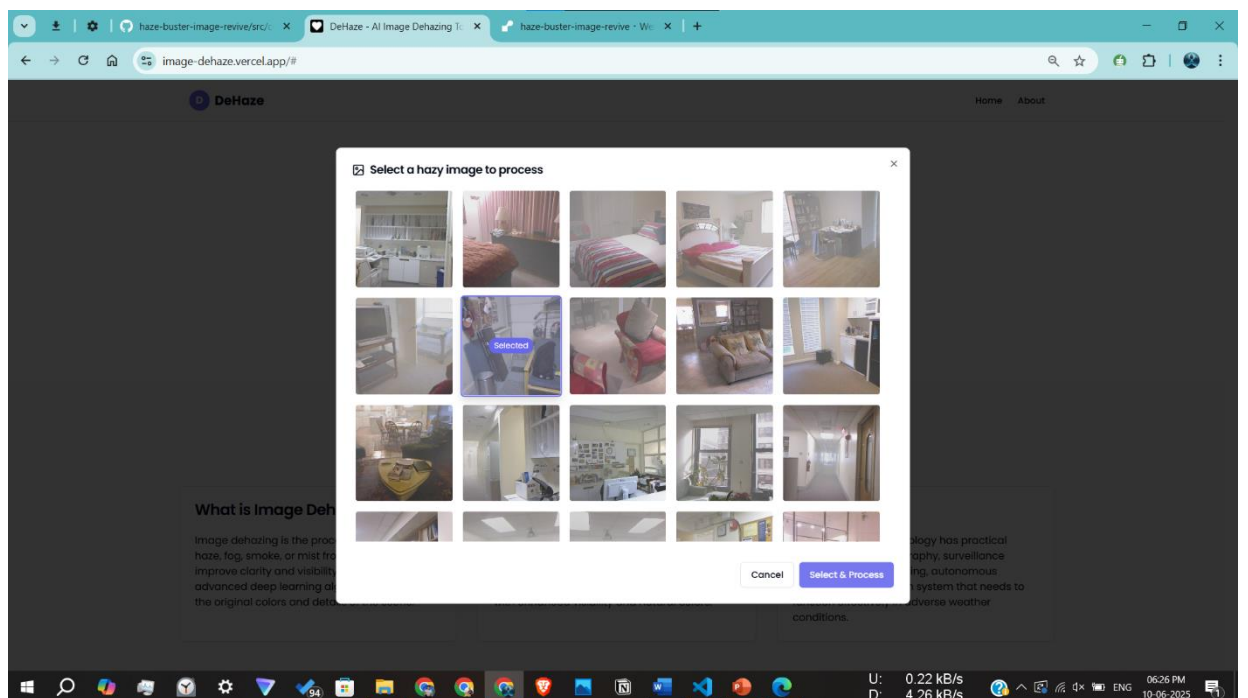 haze-buster-image-revive/src/c
DeHaze - AI Image Dehazing To
haze-buster-image-revive - We
image-dehaze.vercel.app/#
D DeHaze
Home About
Select a hazy image to process
Selected
Cancel
Select & Process
What is Image Deh
Image dehazing is the proc
haze, fog, smoke, or mist fro
improve clarity and visibility
advanced deep learning al
the original colors and deta
ology has practical
ography, surveillance
ing, autonomous
system that needs to
adverse weather
conditions.
94
U: 0.22 kB/s
D: 4.26 kB/s
ENG
06:26 PM
10-06-2025